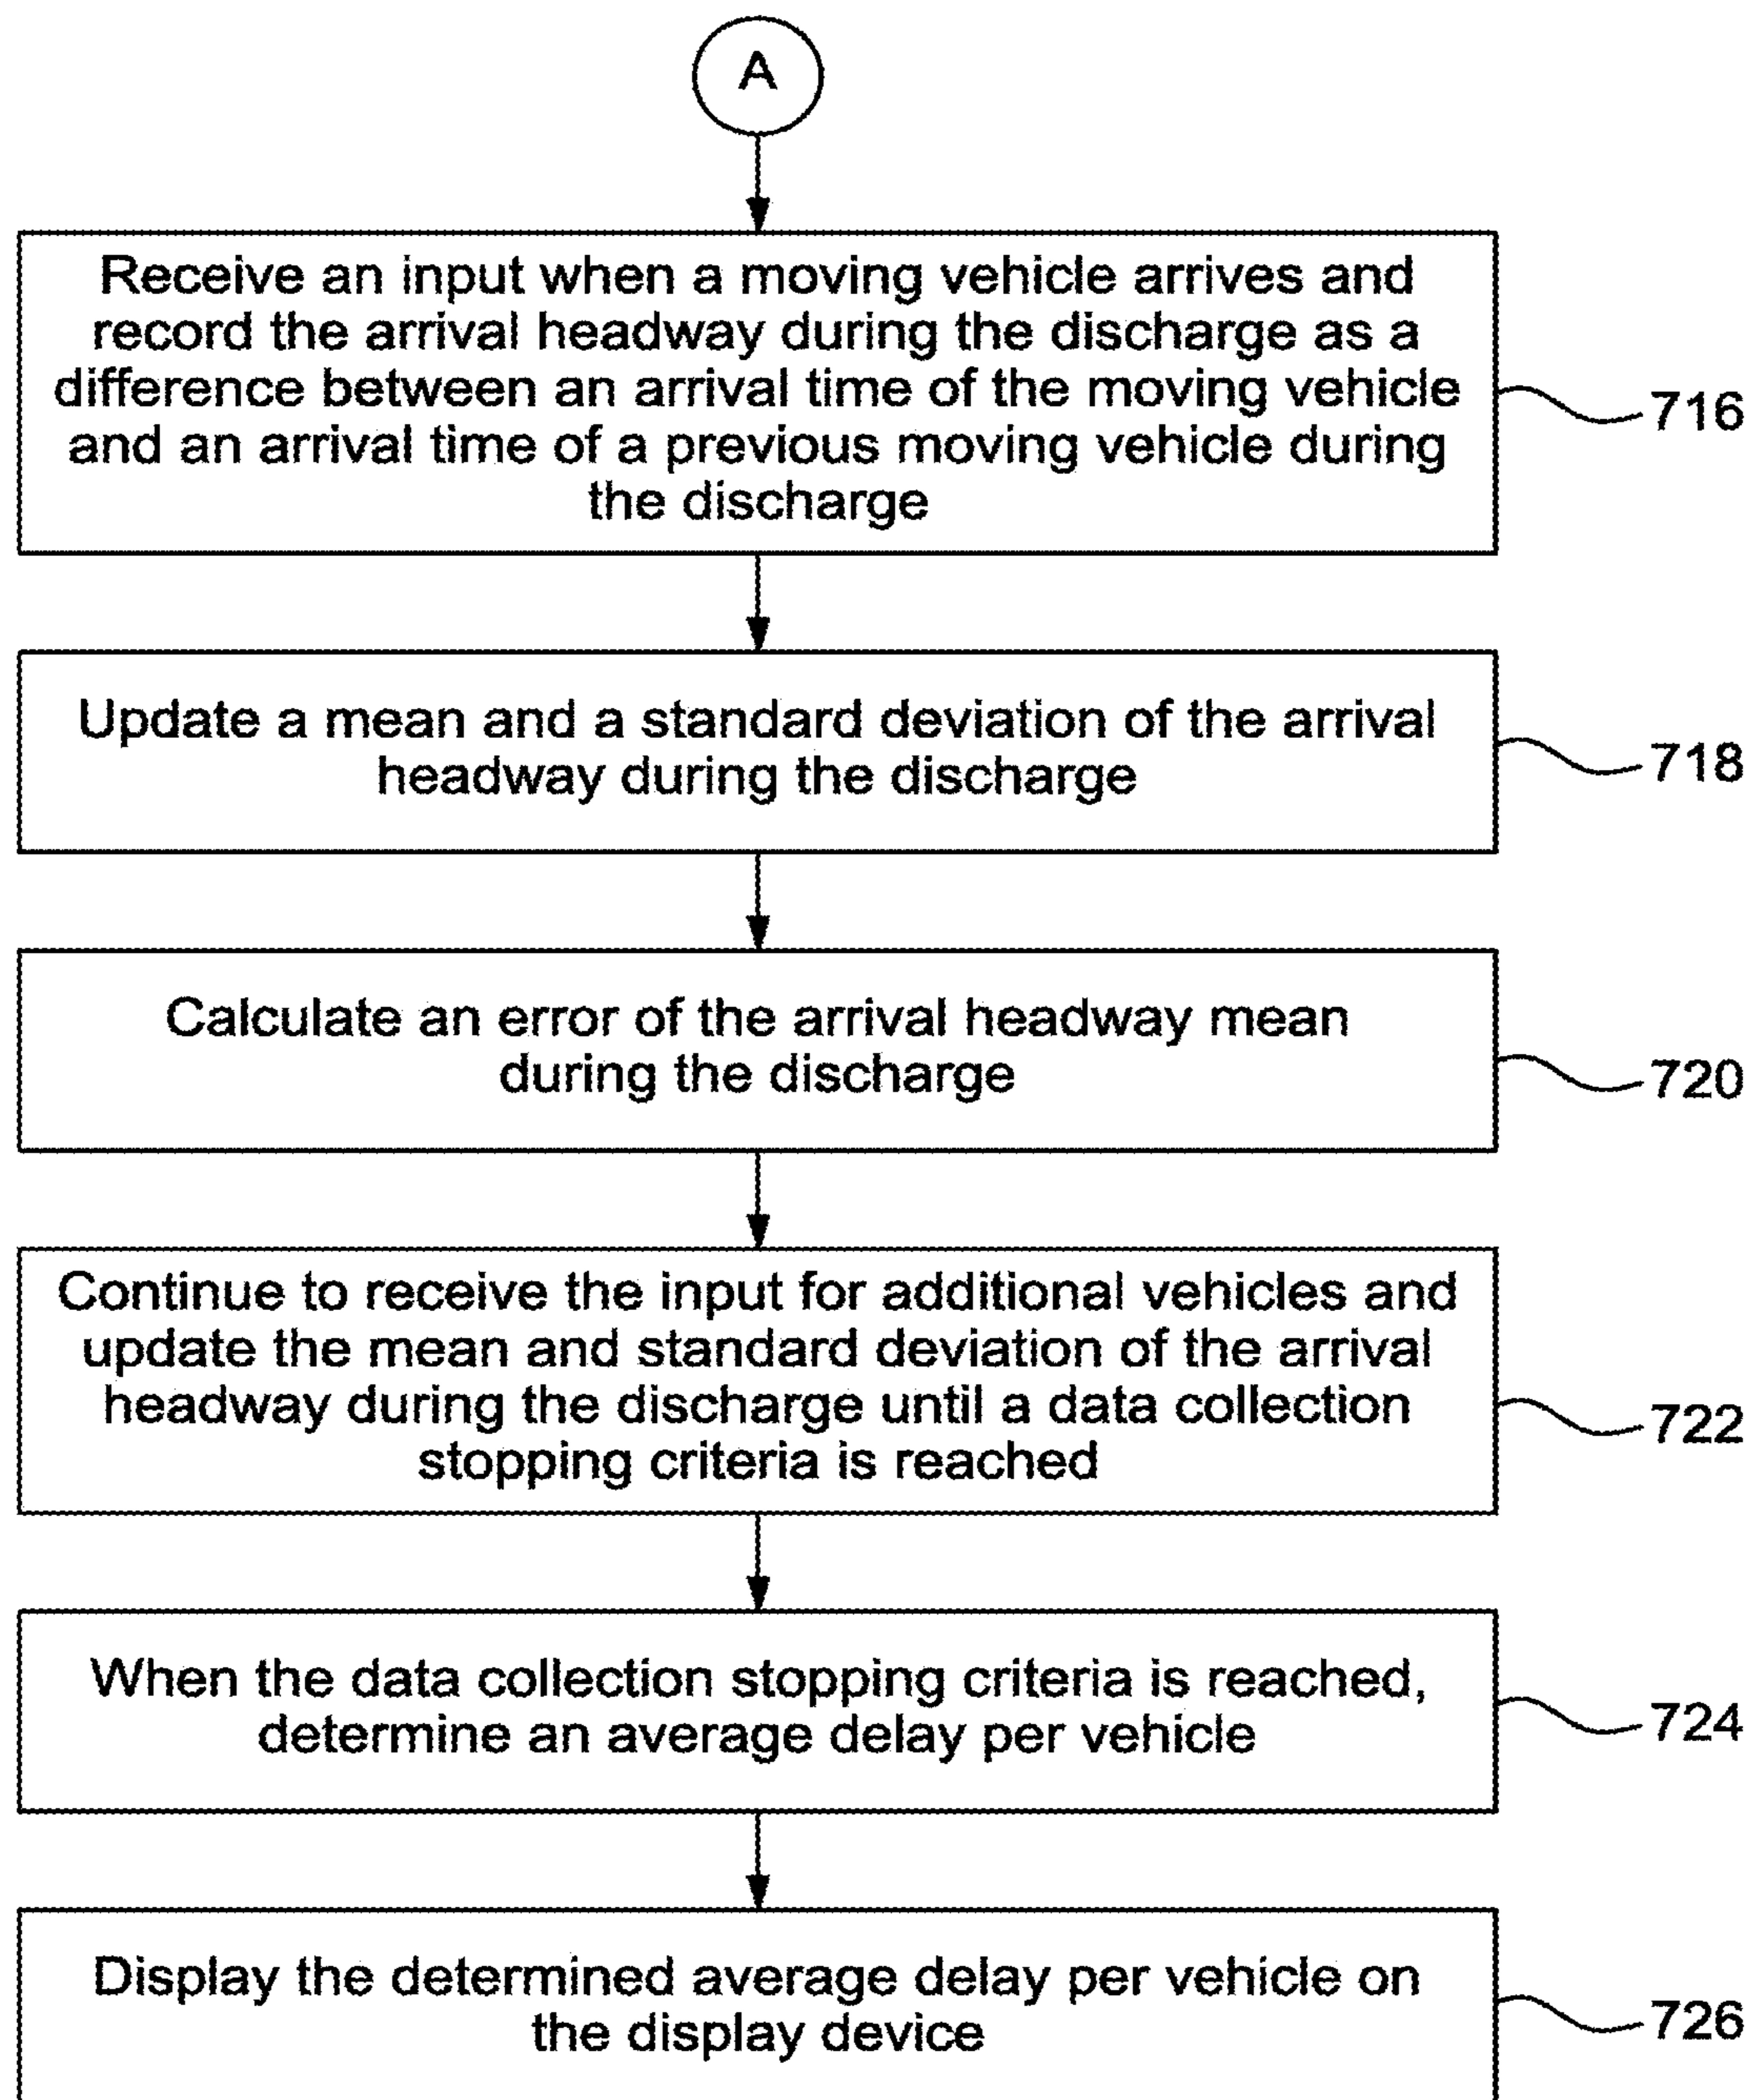 A
Receive an input when a moving vehicle arrives and
record the arrival headway during the discharge as a
difference between an arrival time of the moving vehicle
and an arrival time of a previous moving vehicle during
the discharge
716
Update a mean and a standard deviation of the arrival
headway during the discharge
718
Calculate an error of the arrival headway mean
during the discharge
720
Continue to receive the input for additional vehicles and
update the mean and standard deviation of the arrival
headway during the discharge until a data collection
stopping criteria is reached
722
When the data collection stopping criteria is reached,
determine an average delay per vehicle
724
Display the determined average delay per vehicle on
the display device
726